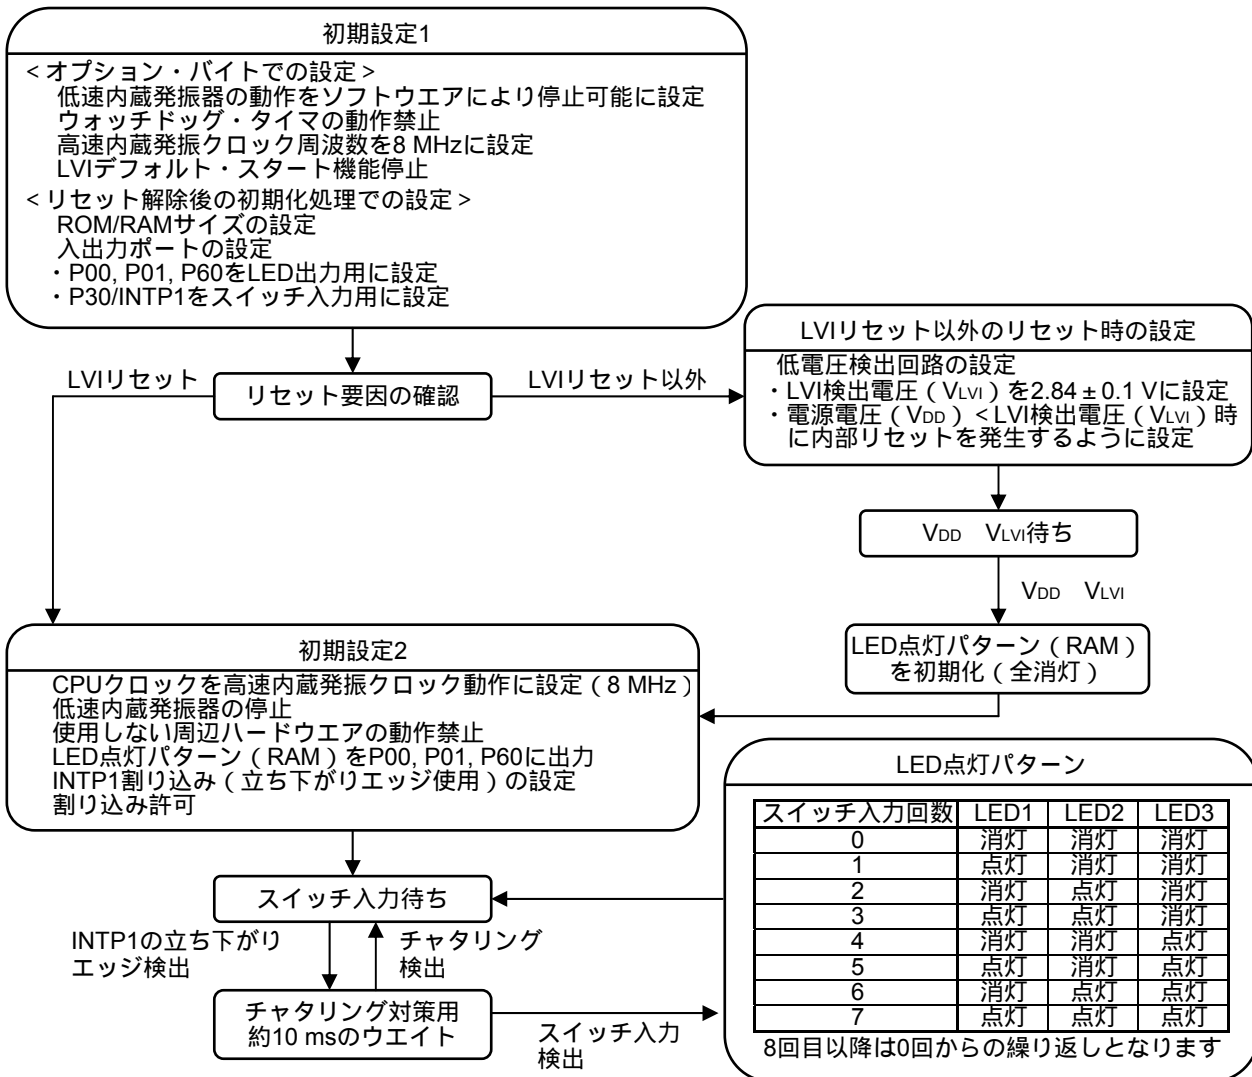 初期設定1
＜オプション・バイトでの設定＞
低速内蔵発振器の動作をソフトウエアにより停止可能に設定
ウォッチドッグ・タイマの動作禁止
高速内蔵発振クロック周波数を8 MHzに設定
LVIデフォルト・スタート機能停止
＜リセット解除後の初期化処理での設定＞
ROM/RAMサイズの設定
入出力ポートの設定
・P00, P01, P60をLED出力用に設定
・P30/INTP1をスイッチ入力用に設定
LVIリセット
リセット要因の確認
LVIリセット以外
LVIリセット以外のリセット時の設定
低電圧検出回路の設定
・LVI検出電圧（VLVI）を2.84±0.1 Vに設定
・電源電圧（VDD）＜LVI検出電圧（VLVI）時
に内部リセットを発生するように設定
VDD VLVI待ち
VDD VLVI
LED点灯パターン（RAM）
を初期化（全消灯）
初期設定2
CPUクロックを高速内蔵発振クロック動作に設定（8 MHz）
低速内蔵発振器の停止
使用しない周辺ハードウエアの動作禁止
LED点灯パターン（RAM）をP00, P01, P60に出力
INTP1割り込み（立ち下がりエッジ使用）の設定
割り込み許可
スイッチ入力待ち
INTP1の立ち下がり
エッジ検出
チャタリング
検出
チャタリング対策用
約10 msのウエイト
スイッチ入力
検出
LED点灯パターン
スイッチ入力回数 LED1 LED2 LED3
0 消灯 消灯 消灯
1 点灯 消灯 消灯
2 消灯 点灯 消灯
3 点灯 点灯 消灯
4 消灯 消灯 点灯
5 点灯 消灯 点灯
6 消灯 点灯 点灯
7 点灯 点灯 点灯
8回目以降は0回からの繰り返しとなります